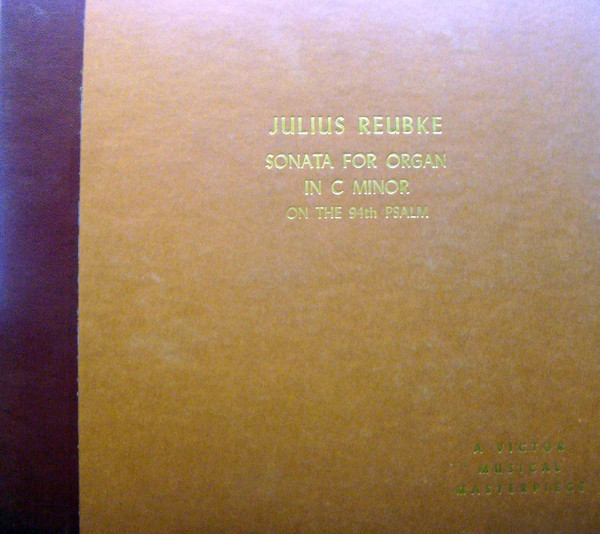 JULIUS REUBKE
SONATA FOR ORGAN
IN C MINOR
ON THE 94th PSALM
A VICTOR
MUSICAL
MASTERPIECE